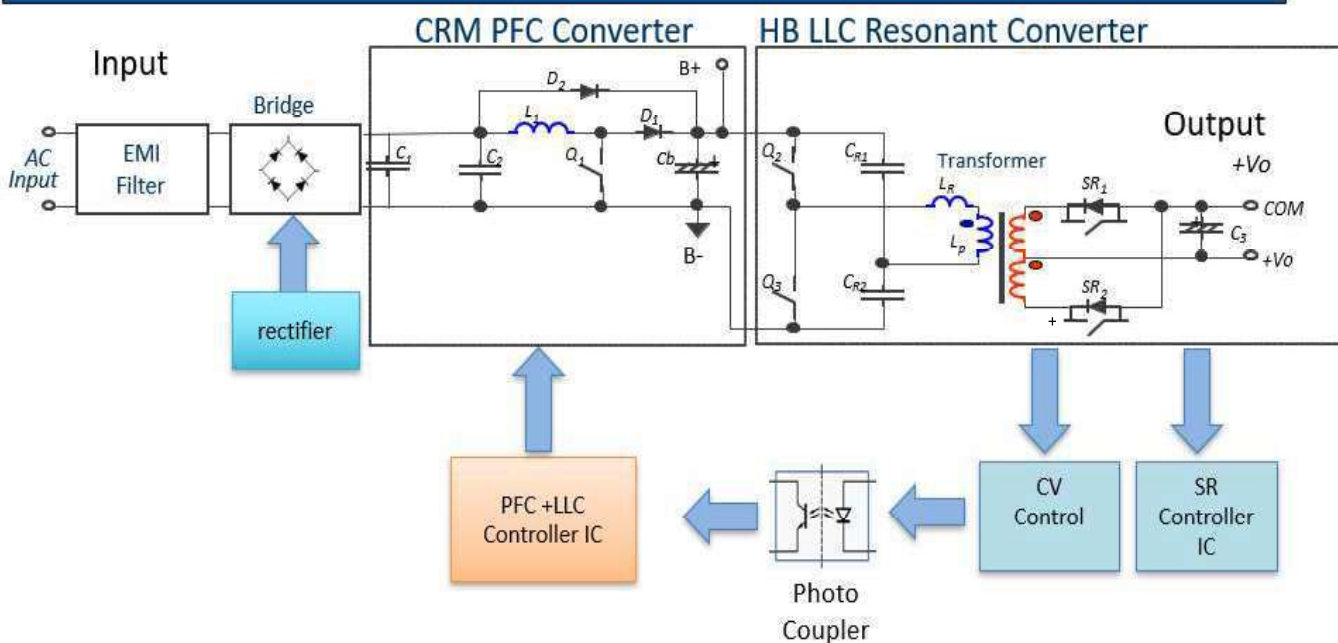 CRM PFC Converter
HB LLC Resonant Converter
Input
Bridge
AC
Input
EMI
Filter
C1
C2
L1
D2
Q1
D1
Cb
+
B+
B-
Q2
Q3
CR1
CR2
LR
Lp
Transformer
SR1
SR2
+
Output
+Vo
COM
C3
+Vo
rectifier
PFC +LLC
Controller IC
Photo
Coupler
CV
Control
SR
Controller
IC